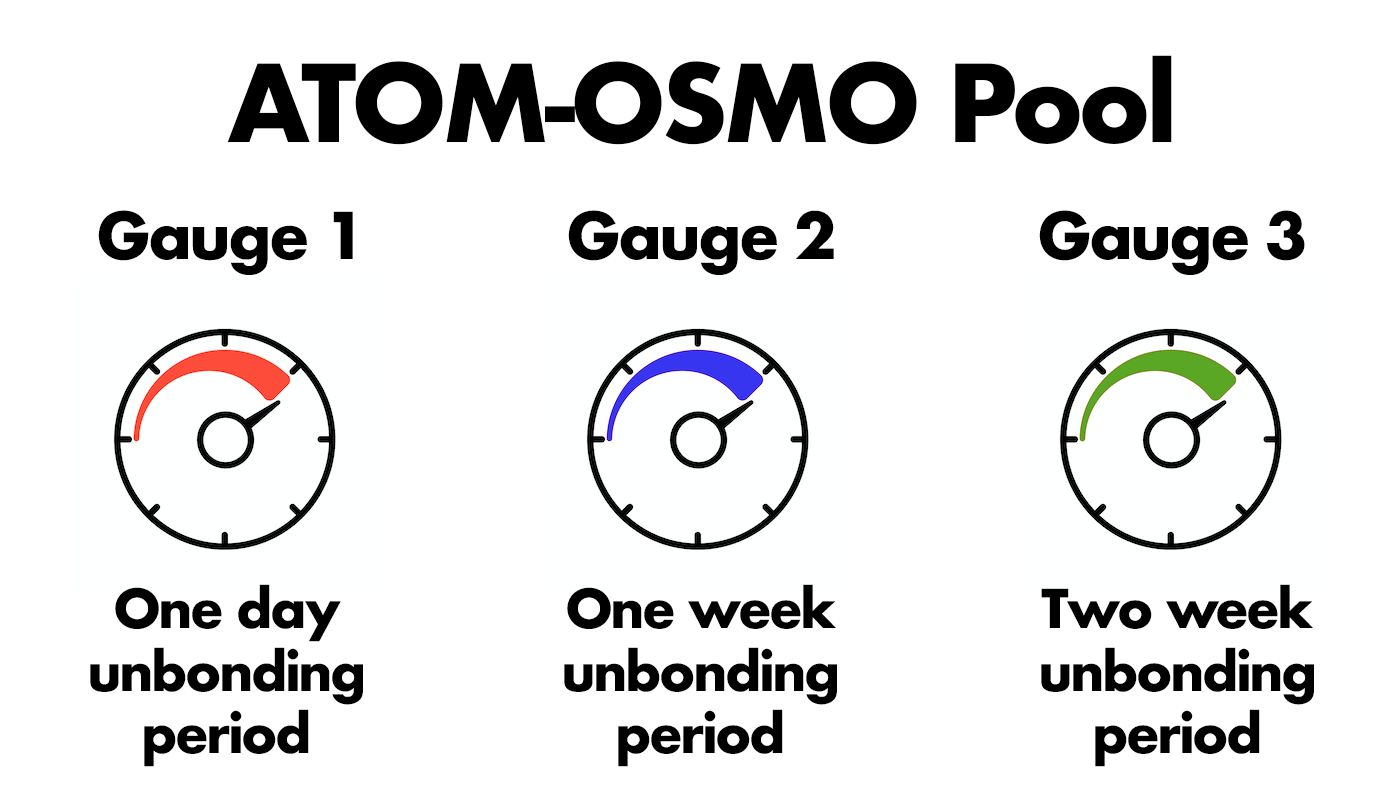 ATOM-OSMO Pool
Gauge 1
Gauge 2
Gauge 3
One day
unbonding
period
One week
unbonding
period
Two week
unbonding
period